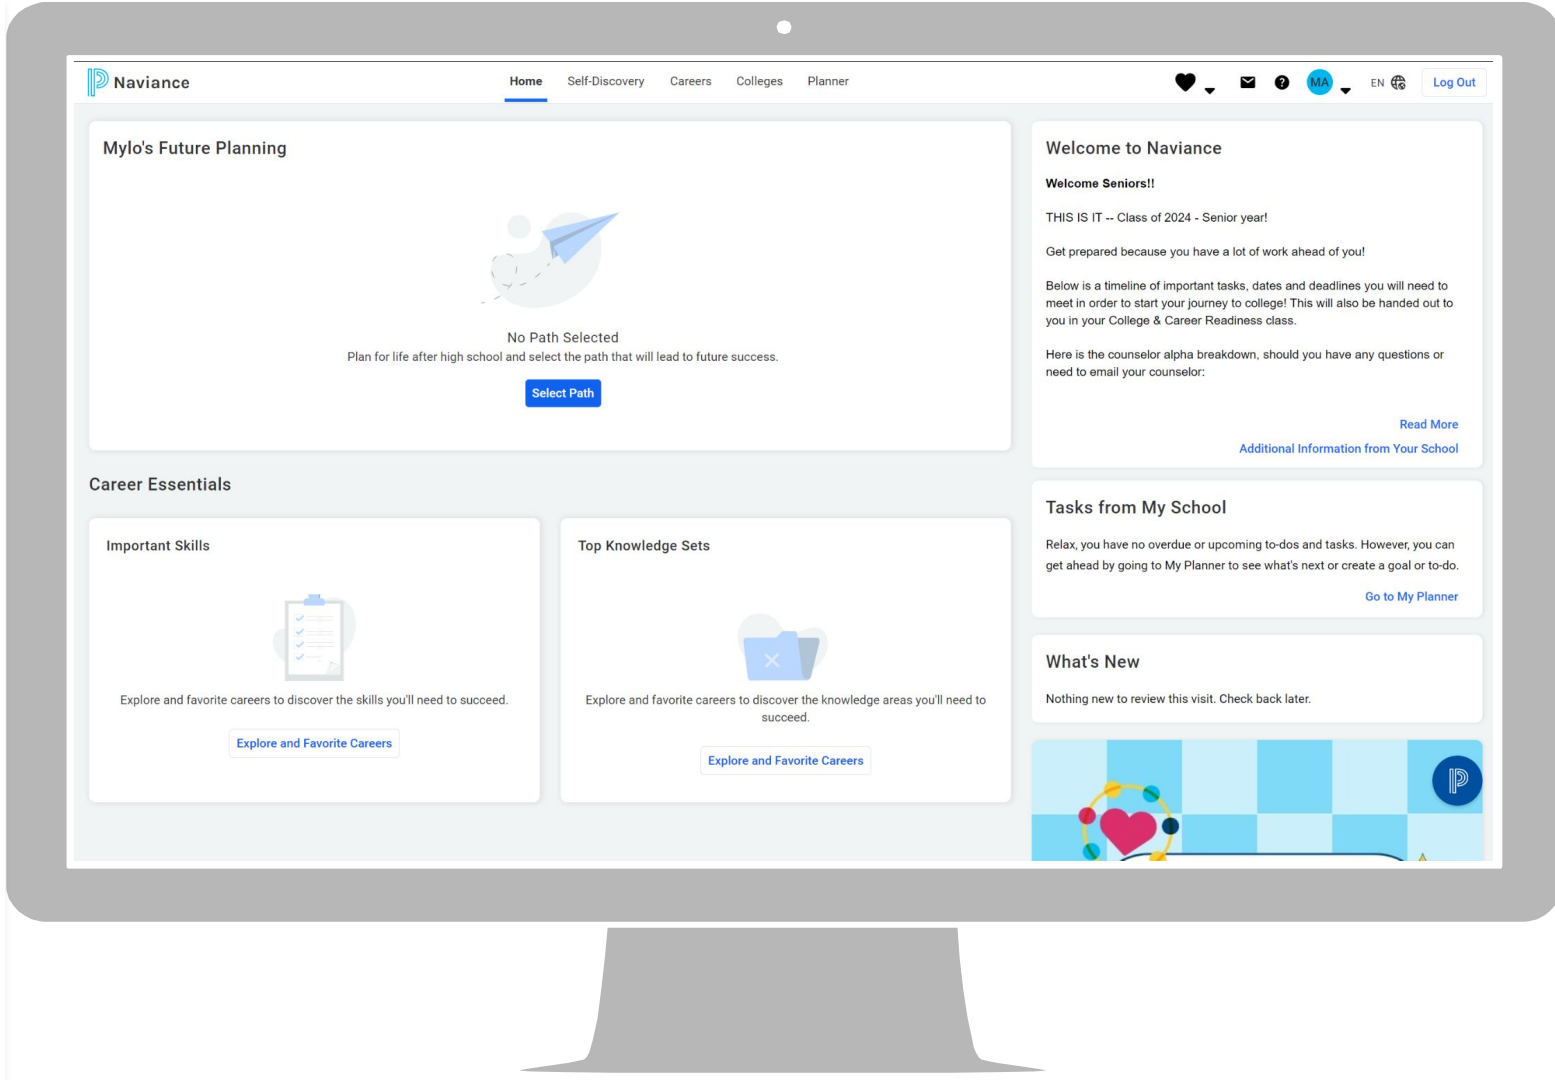 Naviance
Home
Self-Discovery
Careers
Colleges
Planner
MA
EN
Log Out
Mylo's Future Planning
No Path Selected
Plan for life after high school and select the path that will lead to future success.
Select Path
Career Essentials
Important Skills
Explore and favorite careers to discover the skills you'll need to succeed.
Explore and Favorite Careers
Top Knowledge Sets
Explore and favorite careers to discover the knowledge areas you'll need to
succeed.
Explore and Favorite Careers
Welcome to Naviance
Welcome Seniors!!
THIS IS IT -- Class of 2024 - Senior year!
Get prepared because you have a lot of work ahead of you!
Below is a timeline of important tasks, dates and deadlines you will need to
meet in order to start your journey to college! This will also be handed out to
you in your College & Career Readiness class.
Here is the counselor alpha breakdown, should you have any questions or
need to email your counselor:
Read More
Additional Information from Your School
Tasks from My School
Relax, you have no overdue or upcoming to-dos and tasks. However, you can
get ahead by going to My Planner to see what's next or create a goal or to-do.
Go to My Planner
What's New
Nothing new to review this visit. Check back later.